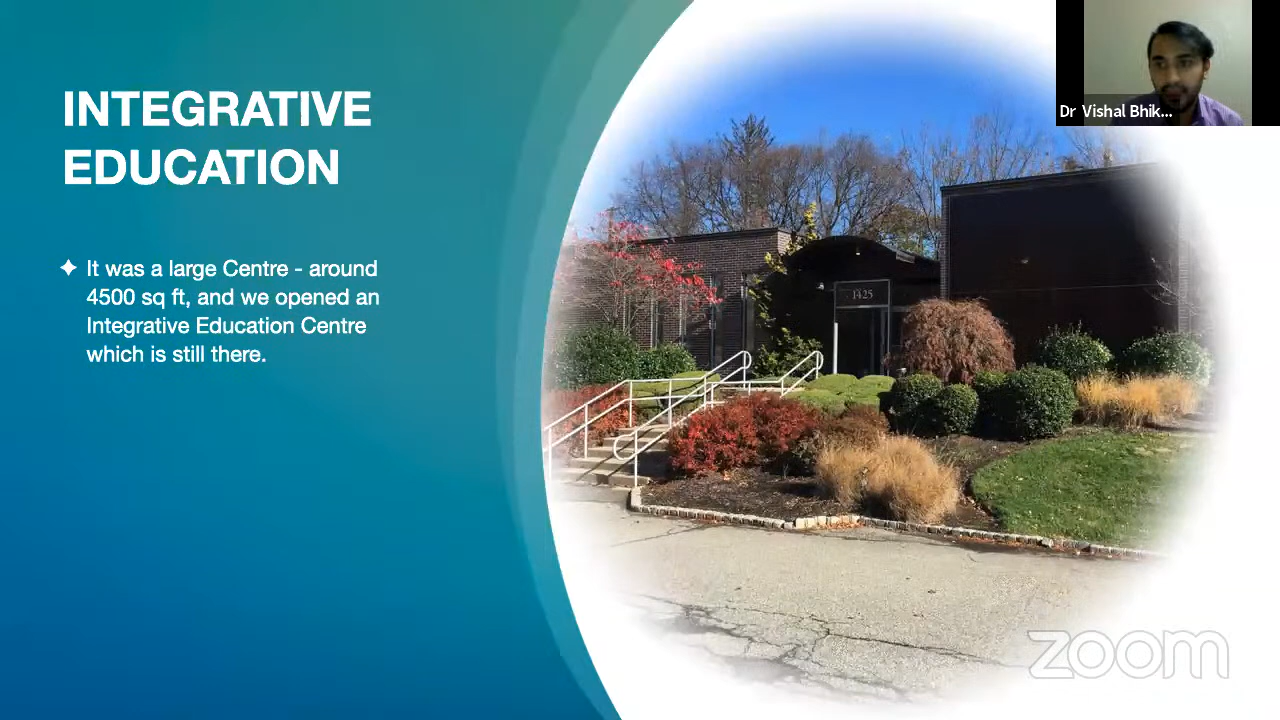 INTEGRATIVE
EDUCATION
It was a large Centre - around
4500 sq ft, and we opened an
Integrative Education Centre
which is still there.
1425
Dr Vishal Bhik...
zoom